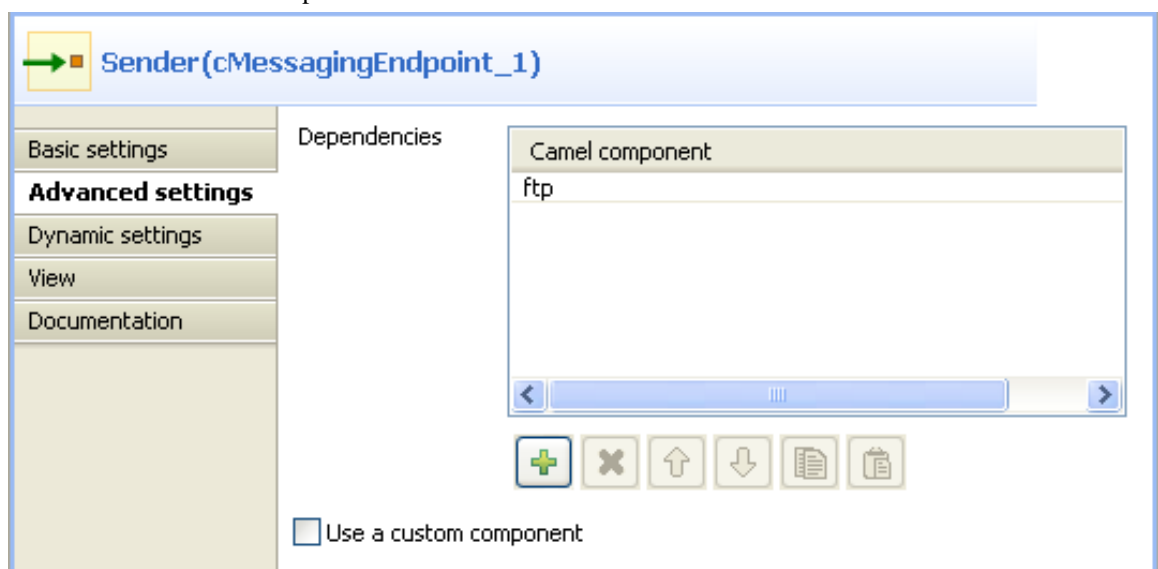 Sender(cMessagingEndpoint_1)
Basic settings
Advanced settings
Dynamic settings
View
Documentation
Dependencies
Camel component
ftp
Use a custom component